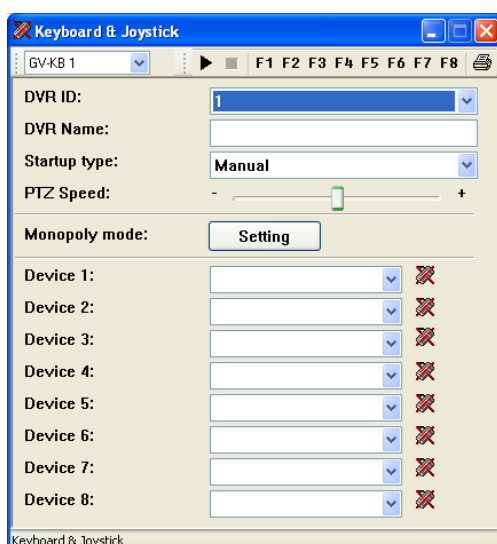 Keyboard & Joystick
GV-KB 1 F1 F2 F3 F4 F5 F6 F7 F8
DVR ID: 1
DVR Name:
Startup type: Manual
PTZ Speed: - +
Monopoly mode: Setting
Device 1:
Device 2:
Device 3:
Device 4:
Device 5:
Device 6:
Device 7:
Device 8:
Keyboard & Joystick